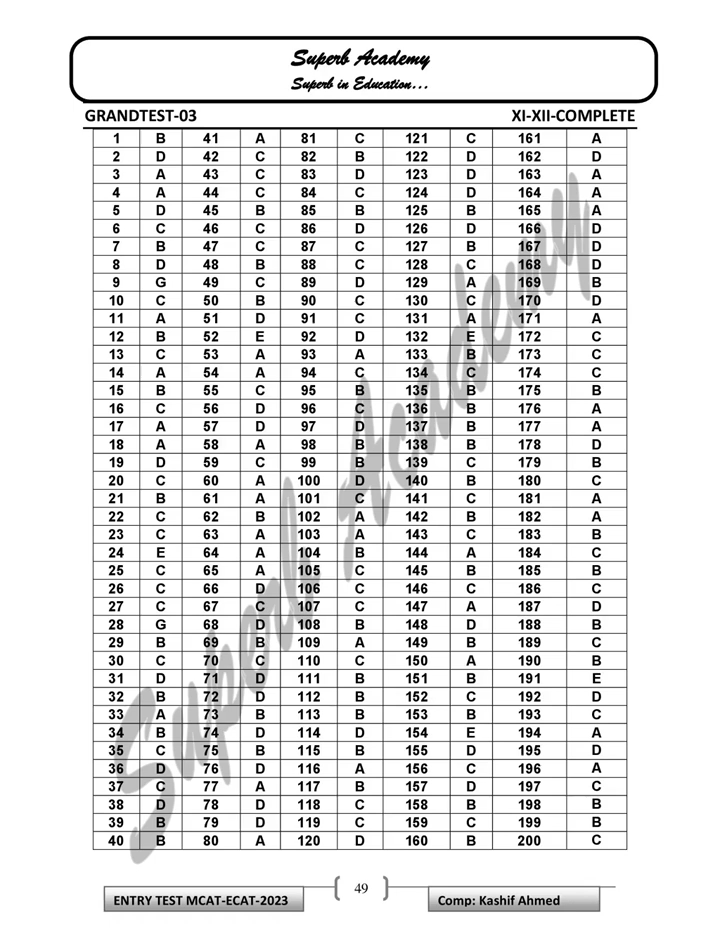 Superb Academy
Superb in Education...
GRANDTEST-03 XI-XII-COMPLETE
1 B 41 A 81 C 121 C 161 A
2 D 42 C 82 B 122 D 162 D
3 A 43 C 83 D 123 D 163 A
4 A 44 C 84 C 124 D 164 A
5 D 45 B 85 B 125 B 165 A
6 C 46 C 86 D 126 D 166 D
7 B 47 C 87 C 127 B 167 D
8 D 48 B 88 C 128 C 168 D
9 G 49 C 89 D 129 A 169 B
10 C 50 B 90 C 130 C 170 D
11 A 51 D 91 C 131 A 171 A
12 B 52 E 92 D 132 E 172 C
13 C 53 A 93 A 133 B 173 C
14 A 54 A 94 C 134 C 174 C
15 B 55 C 95 B 135 B 175 B
16 C 56 D 96 C 136 B 176 A
17 A 57 D 97 D 137 B 177 A
18 A 58 A 98 B 138 B 178 D
19 D 59 C 99 B 139 C 179 B
20 C 60 A 100 D 140 B 180 C
21 B 61 A 101 C 141 C 181 A
22 C 62 B 102 A 142 B 182 A
23 C 63 A 103 A 143 C 183 B
24 E 64 A 104 B 144 A 184 C
25 C 65 A 105 C 145 B 185 B
26 C 66 D 106 C 146 C 186 C
27 C 67 C 107 C 147 A 187 D
28 G 68 D 108 B 148 D 188 B
29 B 69 B 109 A 149 B 189 C
30 C 70 C 110 C 150 A 190 B
31 D 71 D 111 B 151 B 191 E
32 B 72 D 112 B 152 C 192 D
33 A 73 B 113 B 153 B 193 C
34 B 74 D 114 D 154 E 194 A
35 C 75 B 115 B 155 D 195 D
36 D 76 D 116 A 156 C 196 A
37 C 77 A 117 B 157 D 197 C
38 D 78 D 118 C 158 B 198 B
39 B 79 D 119 C 159 C 199 B
40 B 80 A 120 D 160 B 200 C
Superb Academy
49
ENTRY TEST MCAT-ECAT-2023 Comp: Kashif Ahmed